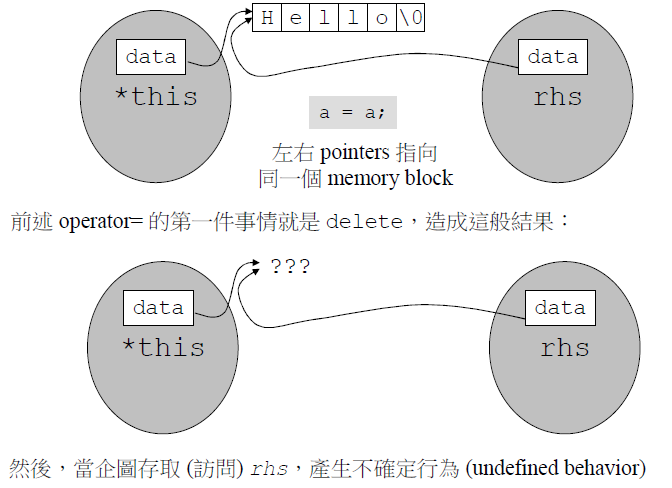 H e l l o \0
data
data
*this
rhs
a = a;
左右 pointers 指向
同一個 memory block
前述 operator= 的第一件事情就是 delete，造成這般結果：
???
data
data
*this
rhs
然後，當企圖存取 (訪問) rhs，產生不確定行為 (undefined behavior)